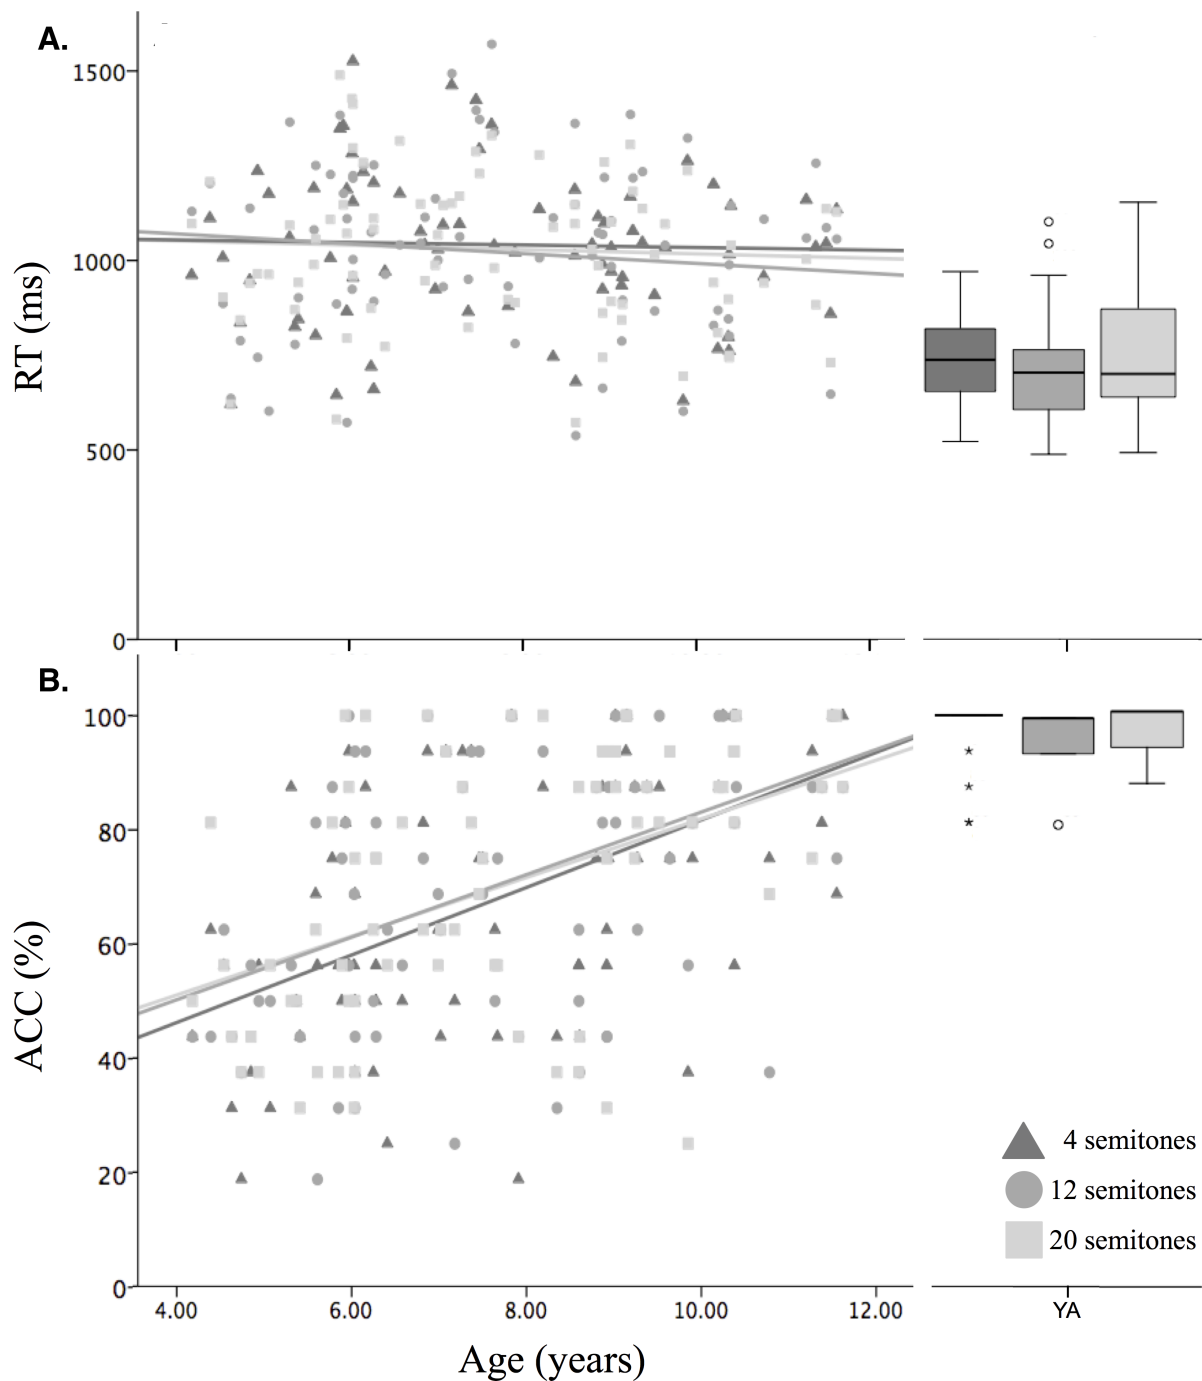 A.
1500
1000
500
0
RT (ms)
B.
100
80
60
40
20
0
ACC (%)
4 semitones
12 semitones
20 semitones
4.00 6.00 8.00 10.00 12.00 YA
Age (years)